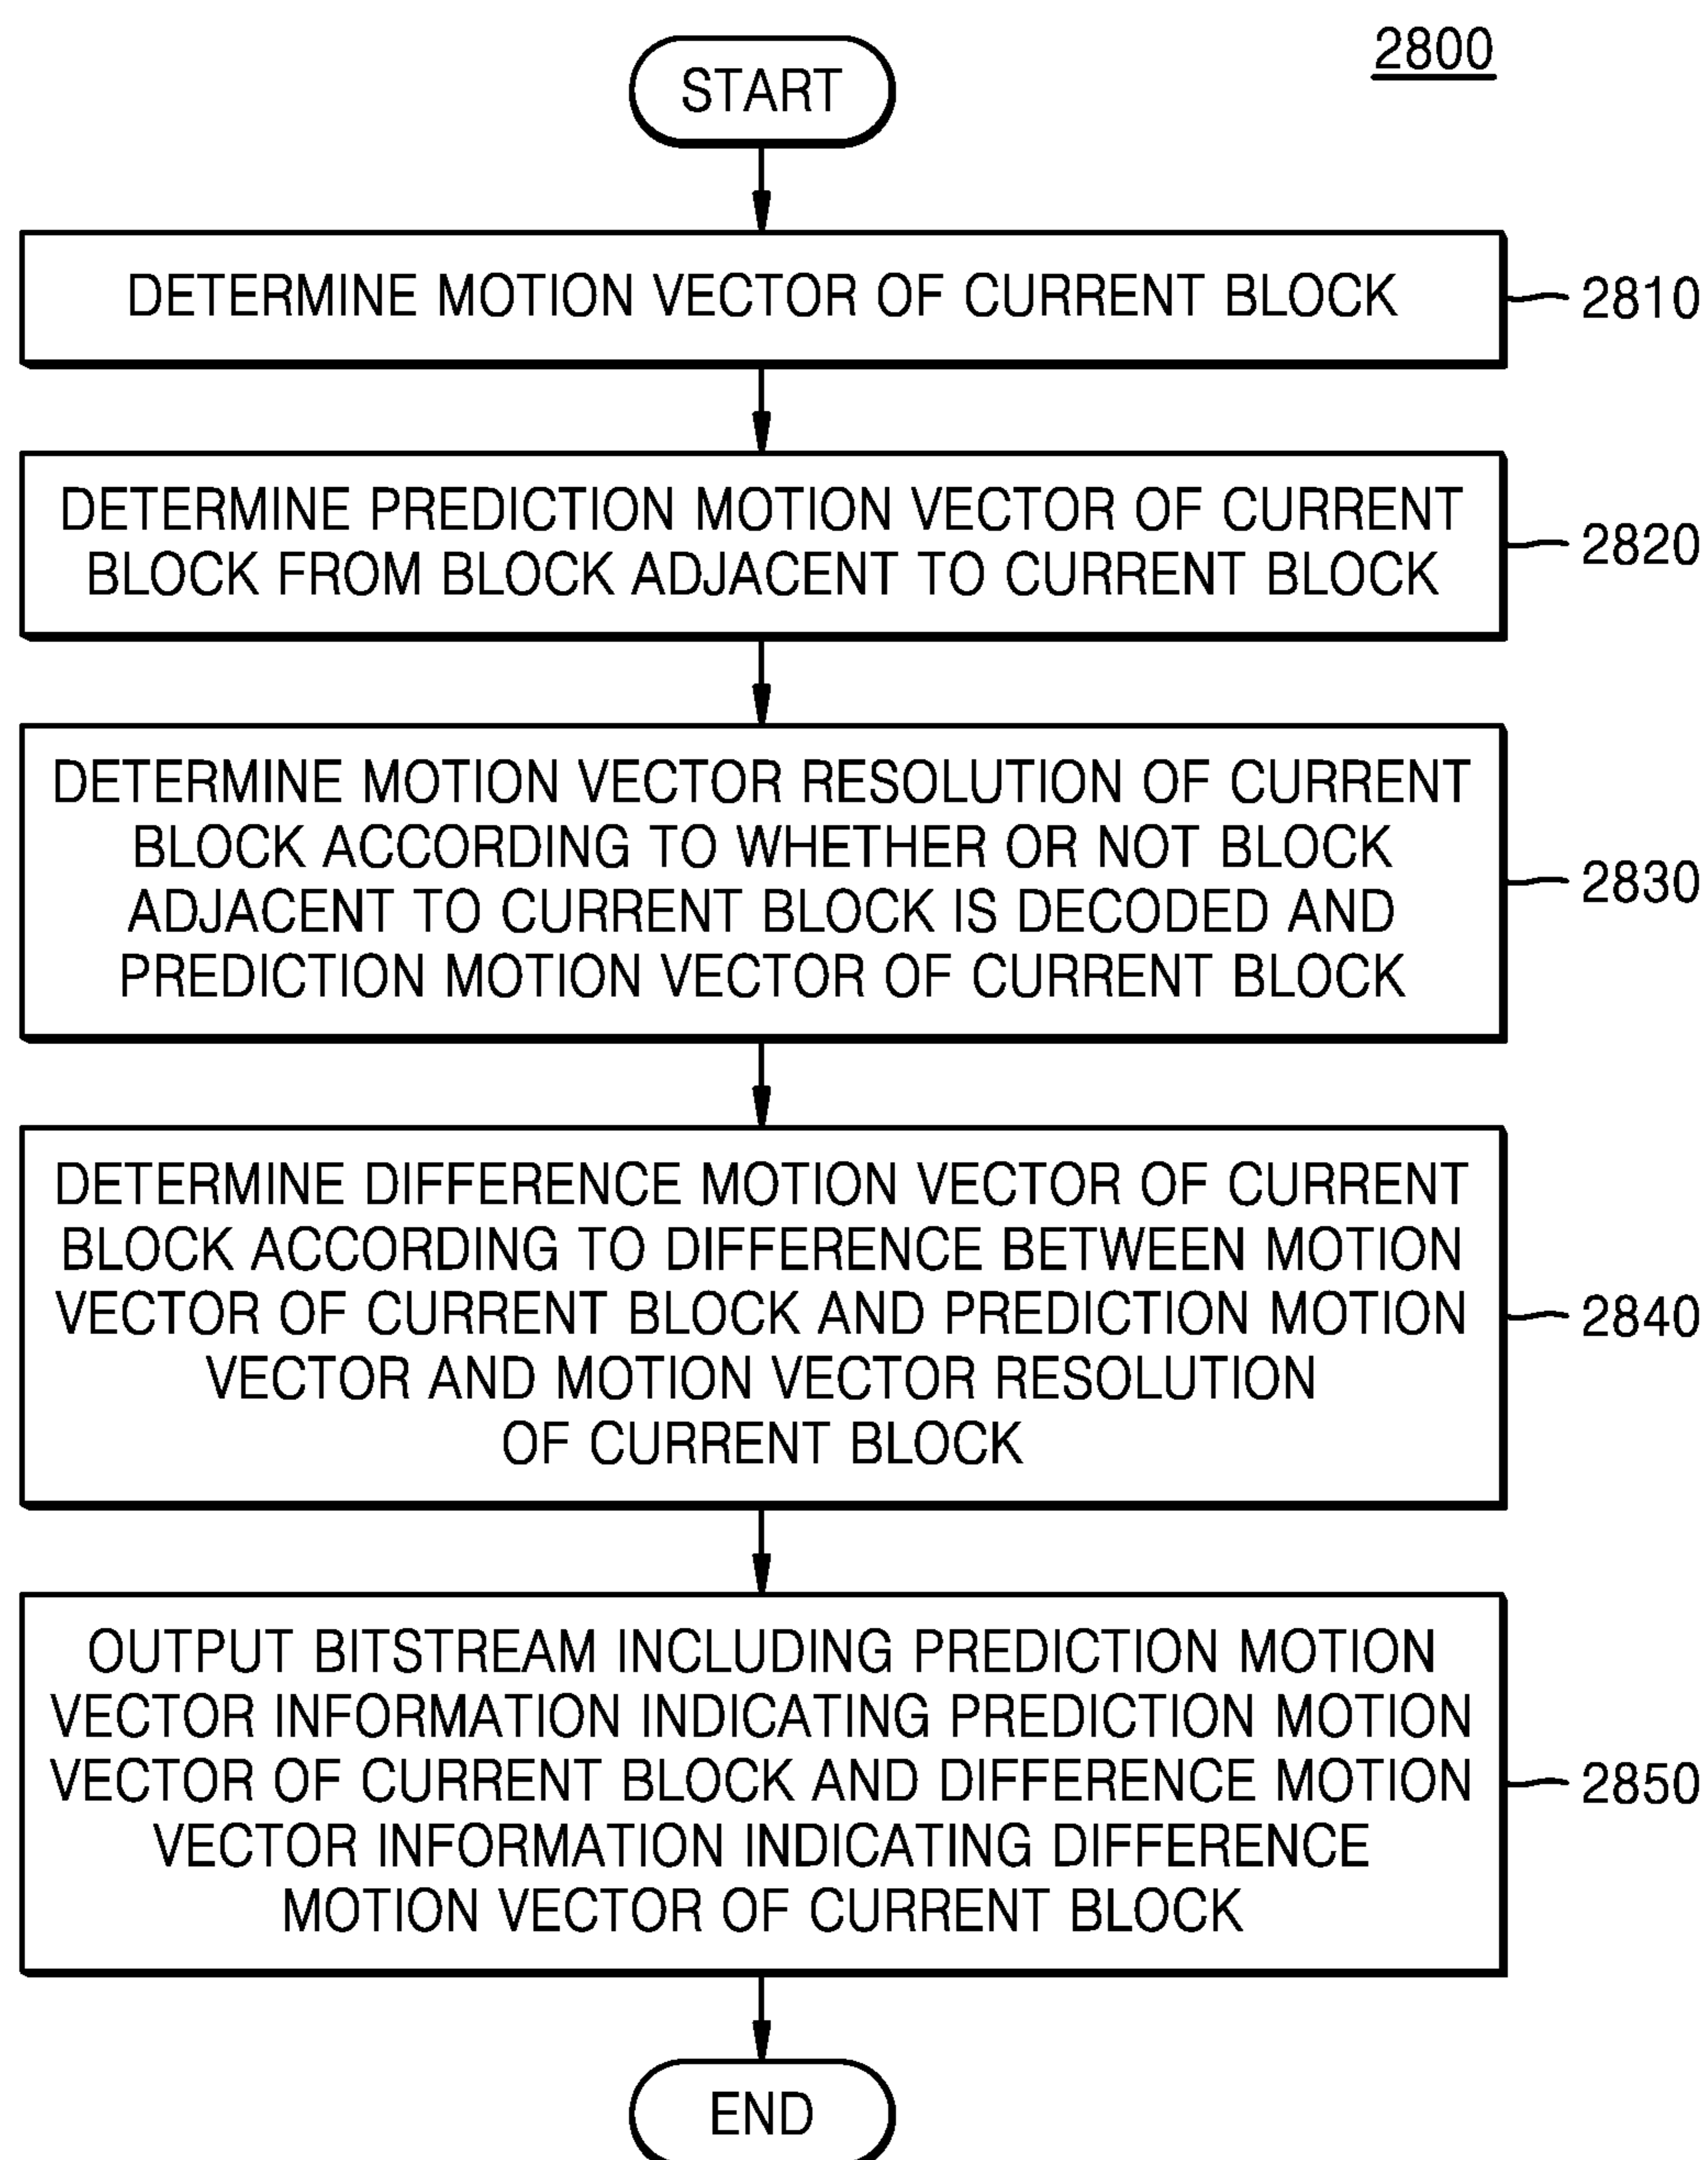 2800
START
DETERMINE MOTION VECTOR OF CURRENT BLOCK
2810
DETERMINE PREDICTION MOTION VECTOR OF CURRENT
BLOCK FROM BLOCK ADJACENT TO CURRENT BLOCK
2820
DETERMINE MOTION VECTOR RESOLUTION OF CURRENT
BLOCK ACCORDING TO WHETHER OR NOT BLOCK
ADJACENT TO CURRENT BLOCK IS DECODED AND
PREDICTION MOTION VECTOR OF CURRENT BLOCK
2830
DETERMINE DIFFERENCE MOTION VECTOR OF CURRENT
BLOCK ACCORDING TO DIFFERENCE BETWEEN MOTION
VECTOR OF CURRENT BLOCK AND PREDICTION MOTION
VECTOR AND MOTION VECTOR RESOLUTION
OF CURRENT BLOCK
2840
OUTPUT BITSTREAM INCLUDING PREDICTION MOTION
VECTOR INFORMATION INDICATING PREDICTION MOTION
VECTOR OF CURRENT BLOCK AND DIFFERENCE MOTION
VECTOR INFORMATION INDICATING DIFFERENCE
MOTION VECTOR OF CURRENT BLOCK
2850
END